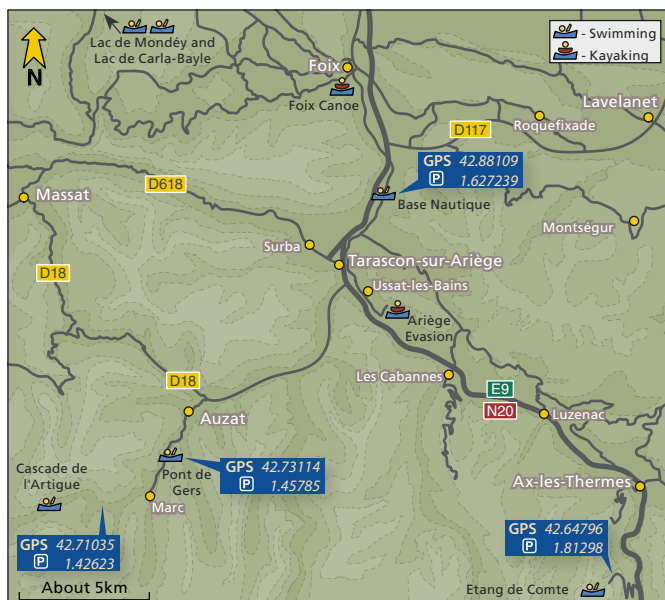 Lac de Mondéy and
Lac de Carla-Bayle
- Swimming
- Kayaking
N
Foix
Foix Canoe
Lavelanet
D117
Roquefixade
GPS 42.88109
P 1.627239
D618
Massat
Base Nautique
Montségur
Surba
Tarascon-sur-Ariège
D18
Ussat-les-Bains
Ariège
Evasion
Les Cabannes
D18
E9
N20
Luzenac
Auzat
Pont de
Gers
GPS 42.73114
P 1.45785
Cascade de
l'Artigue
Marc
Ax-les-Thermes
GPS 42.71035
P 1.42623
GPS 42.64796
P 1.81298
About 5km
Etang de Comte